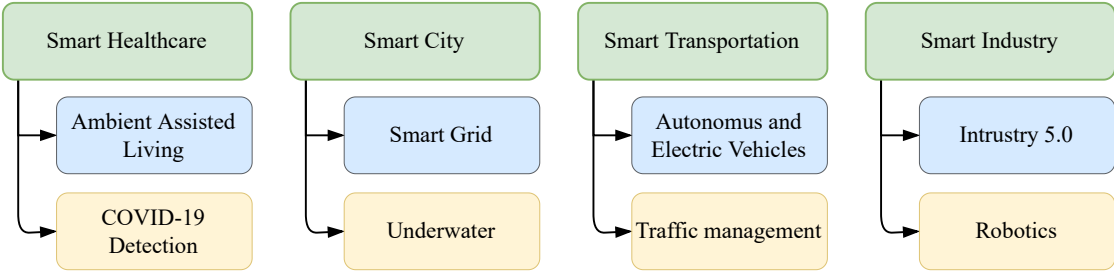 Smart Healthcare
Smart City
Smart Transportation
Smart Industry
Ambient Assisted
Living
Smart Grid
Autonomus and
Electric Vehicles
Intrustry 5.0
COVID-19
Detection
Underwater
Traffic management
Robotics